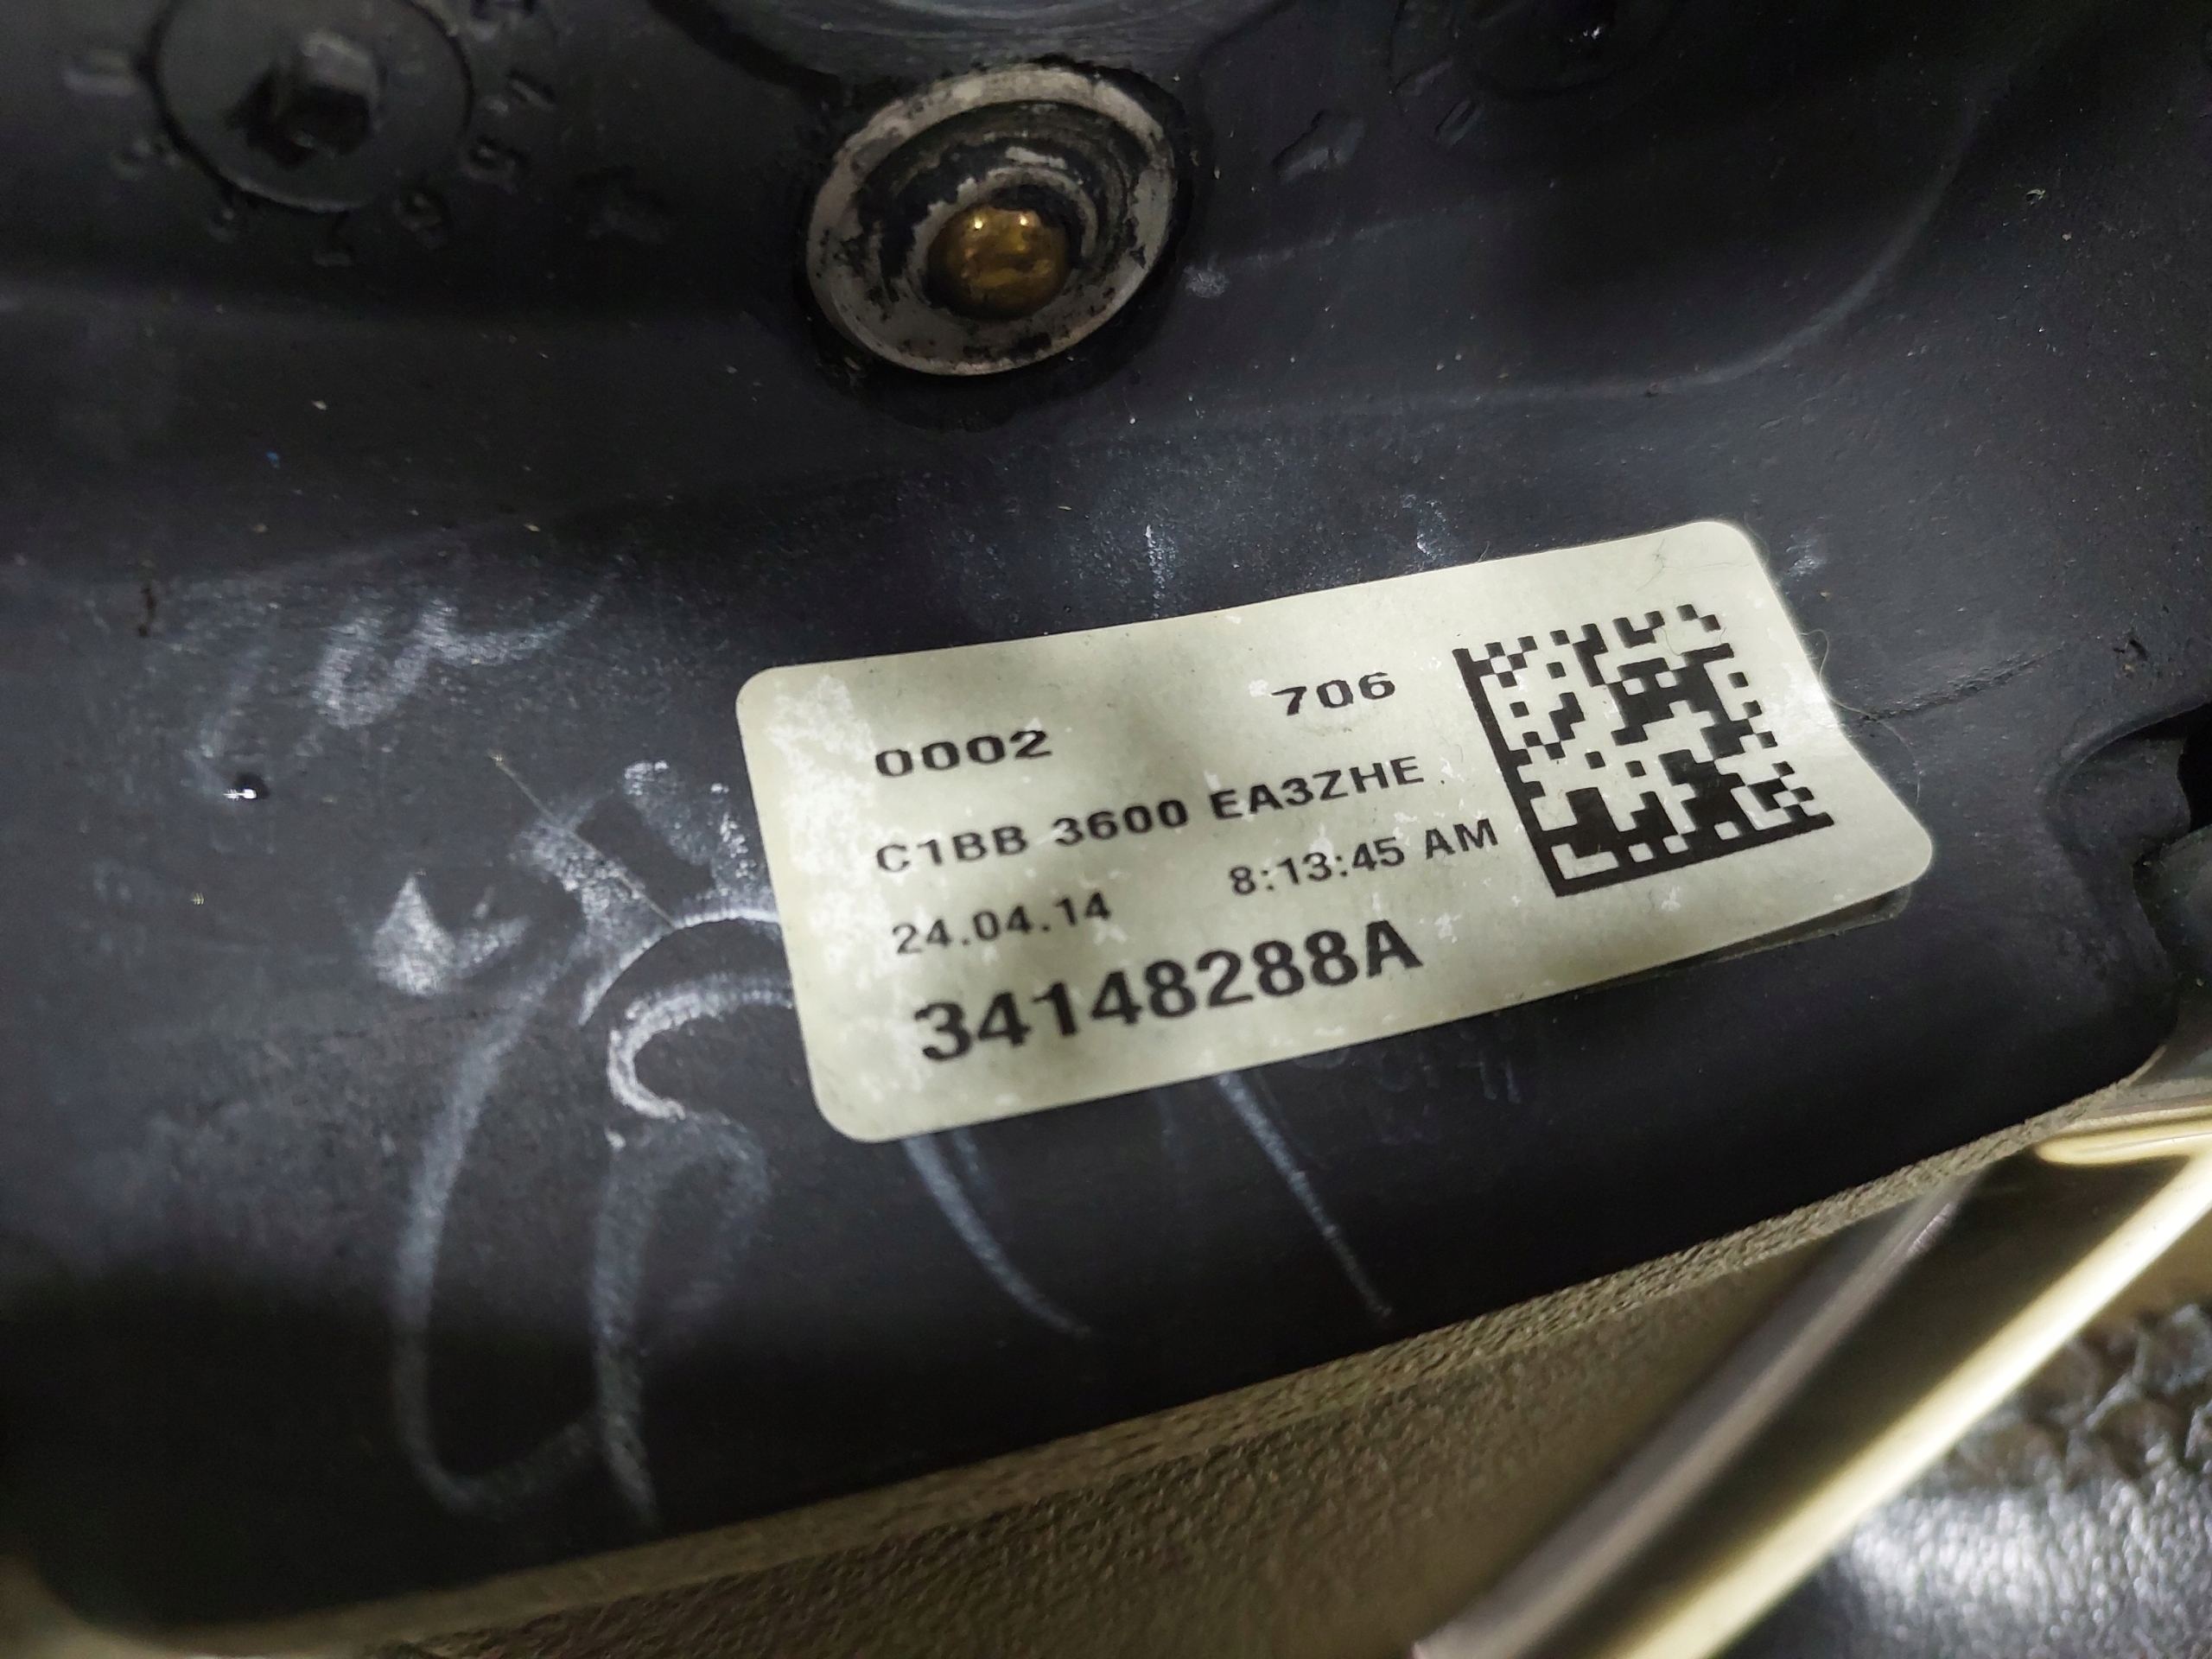 0002 706
C1BB 3600 EA3ZHE
24.04.14 8:13:45 AM
34148288A